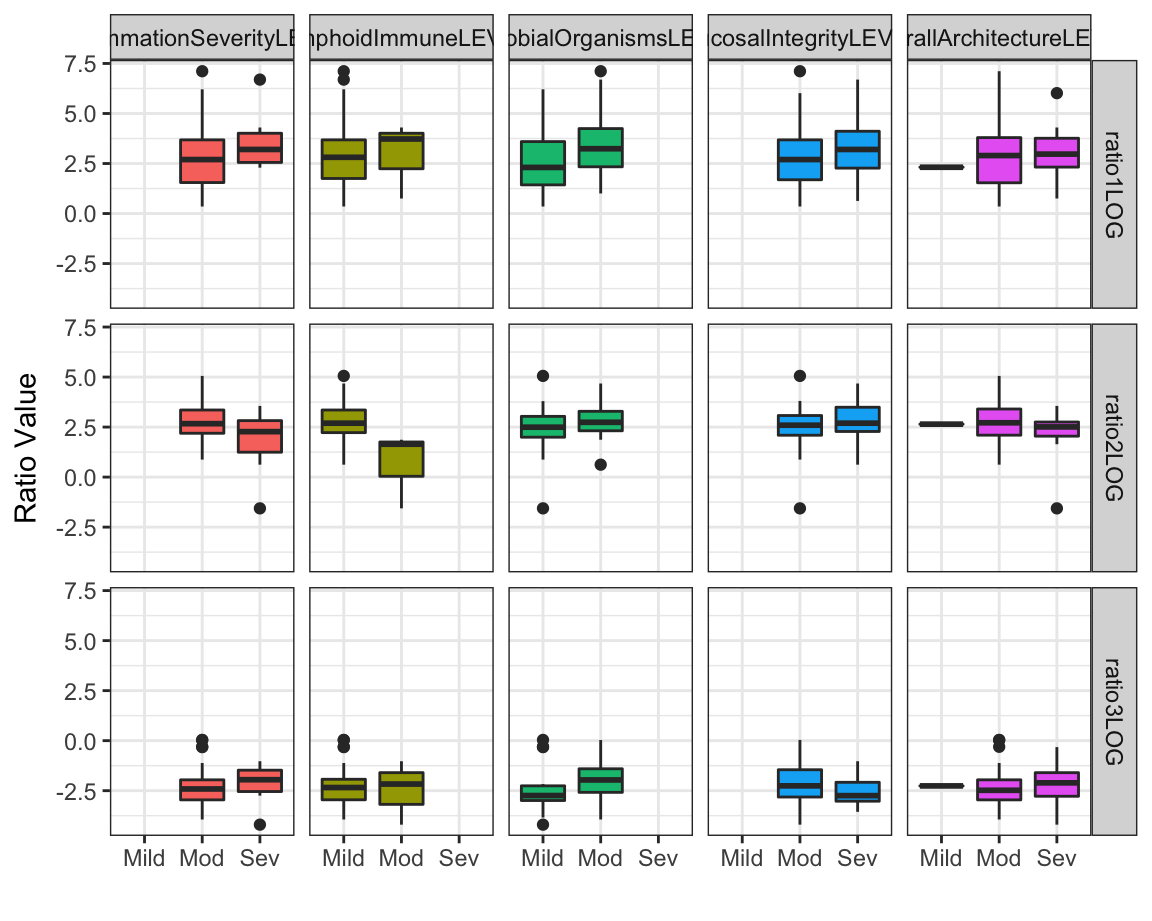 mmationSeverityLE
nphoidImmuneLEV
obialOrganismsLE
cosalIntegrityLEV
rallArchitectureLE
7.5
5.0
2.5
0.0
-2.5
ratio1LOG
7.5
5.0
2.5
0.0
-2.5
ratio2LOG
Ratio Value
7.5
5.0
2.5
0.0
-2.5
ratio3LOG
Mild Mod Sev
Mild Mod Sev
Mild Mod Sev
Mild Mod Sev
Mild Mod Sev